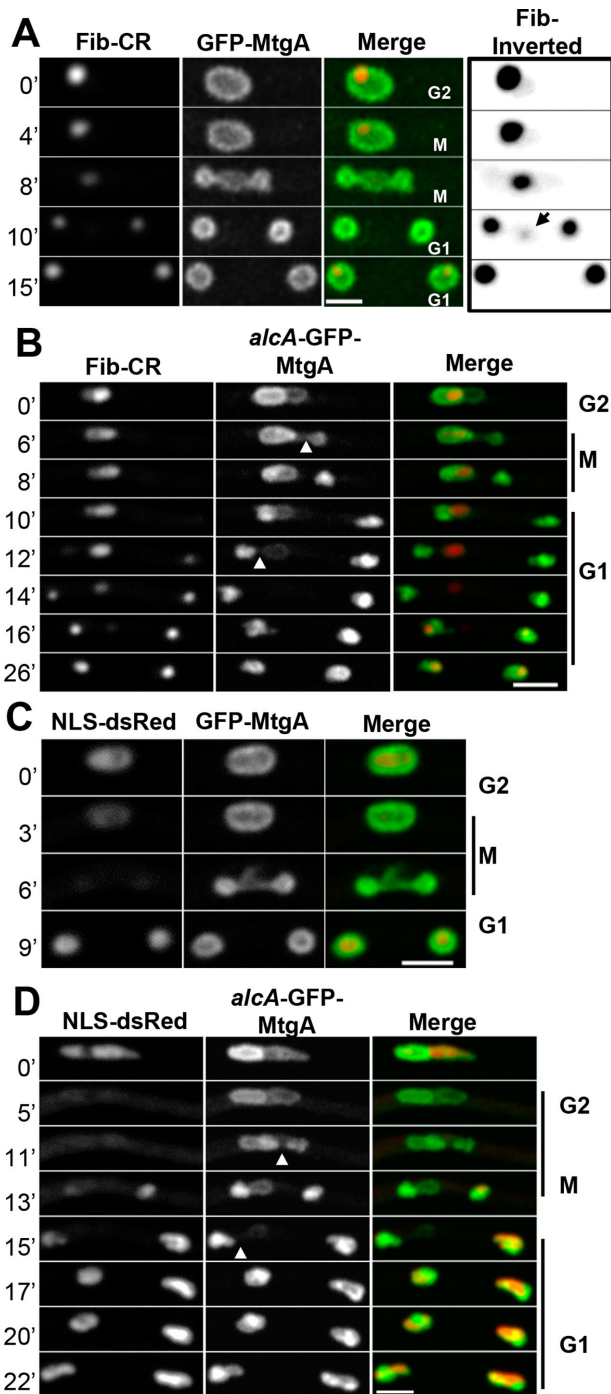 A
Fib-CR GFP-MtgA Merge Fib-
Inverted
0’ G2
4’ M
8’ M
10’ G1
15’ G1
B
alcA-GFP-
Fib-CR MtgA Merge
0’ G2
6’
M
8’
10’
12’ G1
14’
16’
26’
C
NLS-dsRed GFP-MtgA Merge
0’ G2
3’
M
6’
9’ G1
D
alcA-GFP-
NLS-dsRed MtgA Merge
0’
5’ G2
11’
13’ M
15’
17’
20’ G1
22’